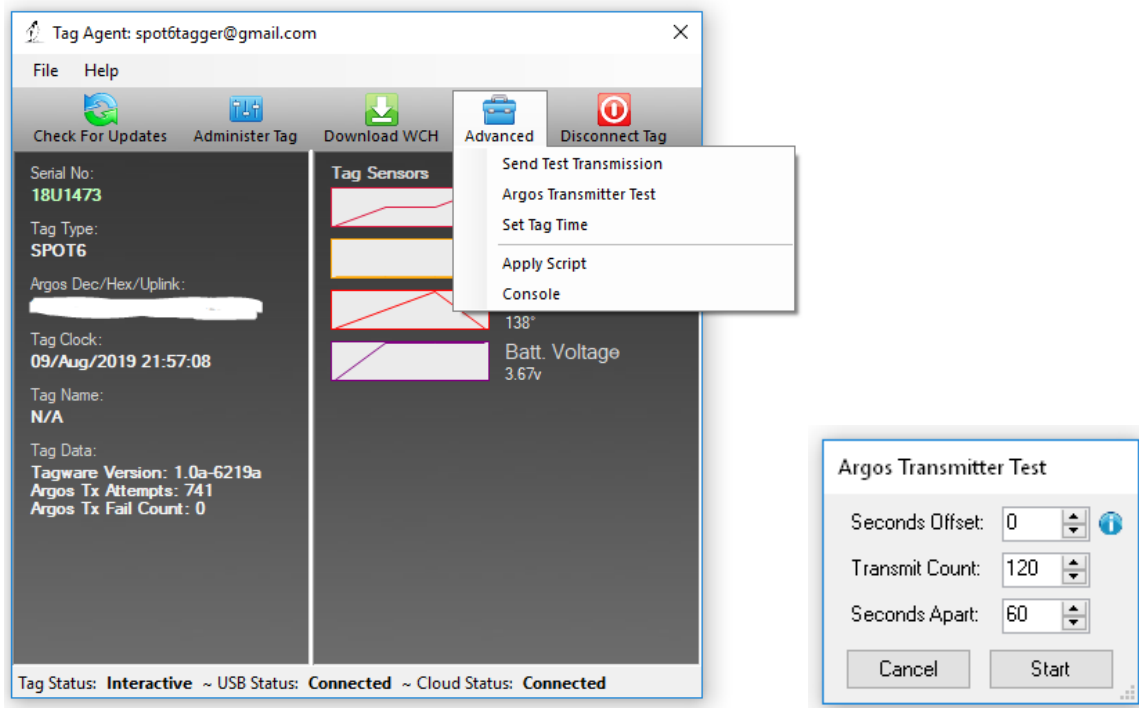 Tag Agent: spot6tagger@gmail.com
File Help
Check For Updates Administer Tag Download WCH Advanced Disconnect Tag
Serial No:
18U1473
Tag Type:
SPOT6
Argos Dec/Hex/Uplink:
Tag Clock:
09/Aug/2019 21:57:08
Tag Name:
N/A
Tag Data:
Tagware Version: 1.0a-6219a
Argos Tx Attempts: 741
Argos Tx Fail Count: 0
Tag Sensors
Send Test Transmission
Argos Transmitter Test
Set Tag Time
Apply Script
Console
138°
Batt. Voltage
3.67v
Tag Status: Interactive ~ USB Status: Connected ~ Cloud Status: Connected
Argos Transmitter Test
Seconds Offset: 0
Transmit Count: 120
Seconds Apart: 60
Cancel Start